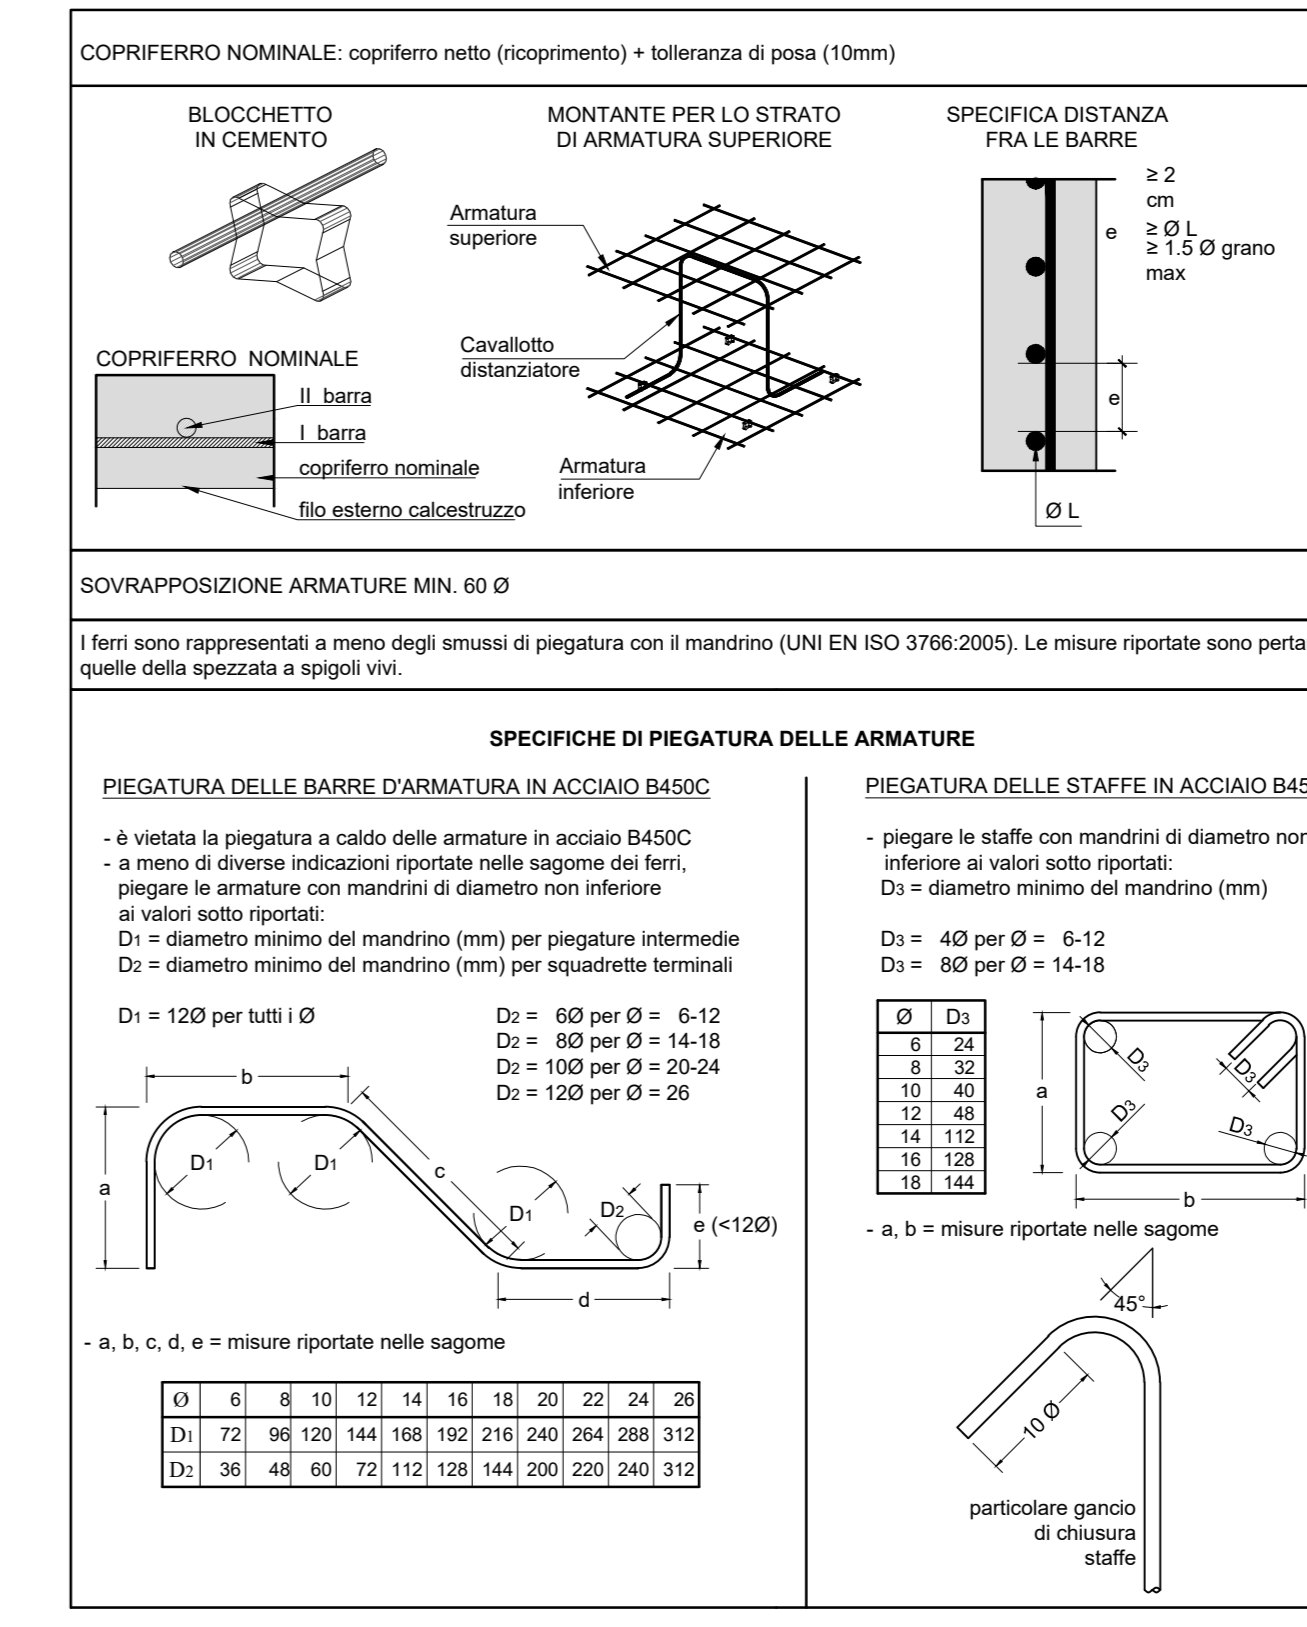 COPRIFERRO NOMINALE: copriferro netto (ricoprimento) + tolleranza di posa (10mm)
BLOCCHETTO
IN CEMENTO
MONTANTE PER LO STRATO
DI ARMATURA SUPERIORE
SPECIFICA DISTANZA
FRA LE BARRE
Armatura
superiore
Cavallotto
distanziatore
Armatura
inferiore
≥ 2
cm
≥ Ø L
≥ 1.5 Ø grano
max
e
e
Ø L
COPRIFERRO NOMINALE
II barra
I barra
copriferro nominale
filo esterno calcestruzzo
SOVRAPPOSIZIONE ARMATURE MIN. 60 Ø
I ferri sono rappresentati a meno degli smussi di piegatura con il mandrino (UNI EN ISO 3766:2005). Le misure riportate sono perta
quelle della spezzata a spigoli vivi.
SPECIFICHE DI PIEGATURA DELLE ARMATURE
PIEGATURA DELLE BARRE D'ARMATURA IN ACCIAIO B450C
- è vietata la piegatura a caldo delle armature in acciaio B450C
- a meno di diverse indicazioni riportate nelle sagome dei ferri,
piegare le armature con mandrini di diametro non inferiore
ai valori sotto riportati:
D1 = diametro minimo del mandrino (mm) per piegature intermedie
D2 = diametro minimo del mandrino (mm) per squadrette terminali
D1 = 12Ø per tutti i Ø
D2 = 6Ø per Ø = 6-12
D2 = 8Ø per Ø = 14-18
D2 = 10Ø per Ø = 20-24
D2 = 12Ø per Ø = 26
b
a
D1
D1
c
D1
D2
e (<12Ø)
d
- a, b, c, d, e = misure riportate nelle sagome
Ø 6 8 10 12 14 16 18 20 22 24 26
D1 72 96 120 144 168 192 216 240 264 288 312
D2 36 48 60 72 112 128 144 200 220 240 312
PIEGATURA DELLE STAFFE IN ACCIAIO B45
- piegare le staffe con mandrini di diametro non
inferiore ai valori sotto riportati:
D3 = diametro minimo del mandrino (mm)
D3 = 4Ø per Ø = 6-12
D3 = 8Ø per Ø = 14-18
Ø D3
6 24
8 32
10 40
12 48
14 112
16 128
18 144
a
D3
D3
D3
D3
b
- a, b = misure riportate nelle sagome
45°
10 Ø
particolare gancio
di chiusura
staffe